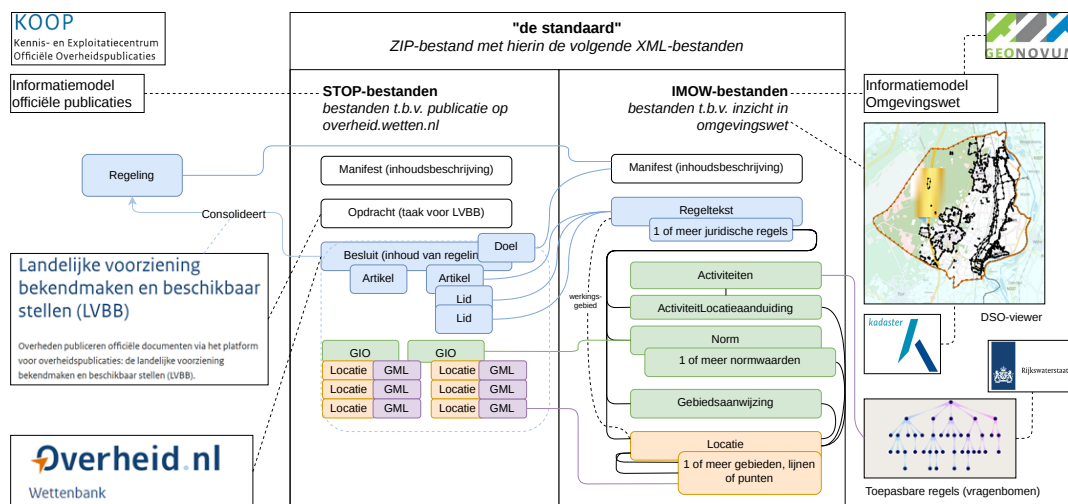 KOOP
Kennis- en Exploitatiecentrum
Officiële Overheidspublicaties
"de standaard"
ZIP-bestand met hierin de volgende XML-bestanden
GEONOVUM
Informatiemodel
officiële publicaties
STOP-bestanden
bestanden t.b.v. publicatie op
overheid.wetten.nl
IMOW-bestanden
bestanden t.b.v. inzicht in
omgevingswet
Informatiemodel
Omgevingswet
Regeling
Manifest (inhoudsbeschrijving)
Manifest (inhoudsbeschrijving)
Consolideert
Opdracht (taak voor LVBB)
Regeltekst
1 of meer juridische regels
Doel
Besluit (inhoud van regelin
Artikel
Artikel
Lid
Lid
Landelijke voorziening
bekendmaken en beschikbaar
stellen (LVBB)
Overheden publiceren officiële documenten via het platform
voor overheidspublicaties: de landelijke voorziening
bekendmaken en beschikbaar stellen (LVBB).
Activiteiten
werkings-
gebied
ActiviteitLocatieaanduiding
Norm
1 of meer normwaarden
DSO-viewer
kadaster
Rijkswaterstaat
GIO
GIO
Locatie
GML
Locatie
GML
Locatie
GML
Locatie
GML
Locatie
GML
Locatie
GML
Gebiedsaanwijzing
Locatie
1 of meer gebieden, lijnen
of punten
Overheid.nl
Wettenbank
Toepasbare regels (vragenbomen)